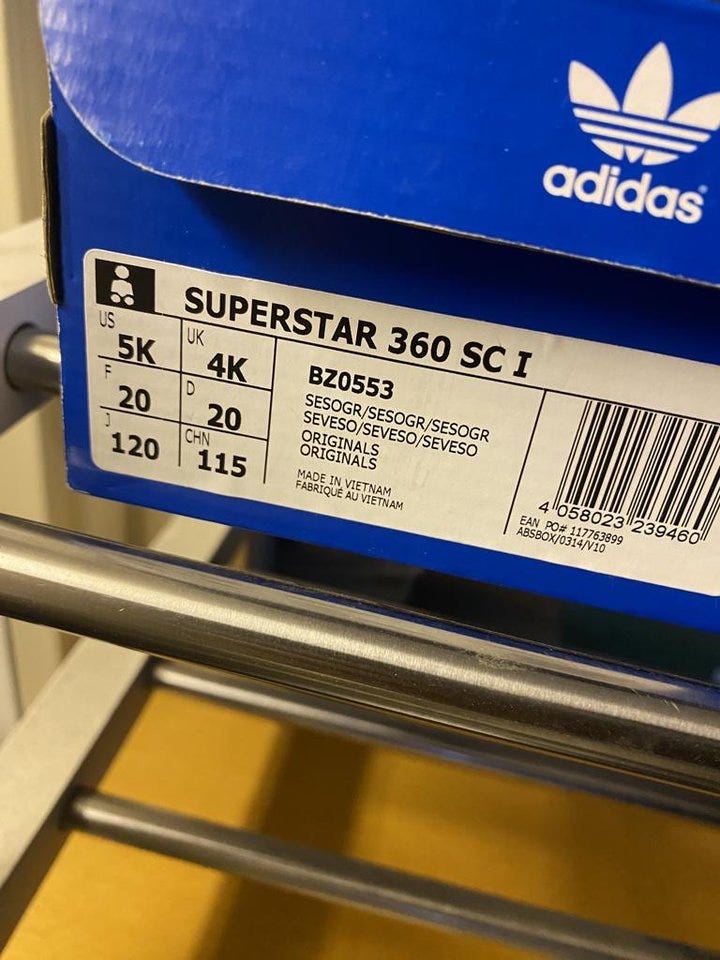 adidas
SUPERSTAR 360 SC I
US 5K
UK 4K
F 20
D 20
J 120
CHN 115
BZ0553
SESOGR/SESOGR/SESOGR
SEVESO/SEVESO/SEVESO
ORIGINALS
ORIGINALS
MADE IN VIETNAM
FABRIQUÉ AU VIETNAM
4 058023 239460
EAN PO# 117763899
ABSBOX/0314/V10